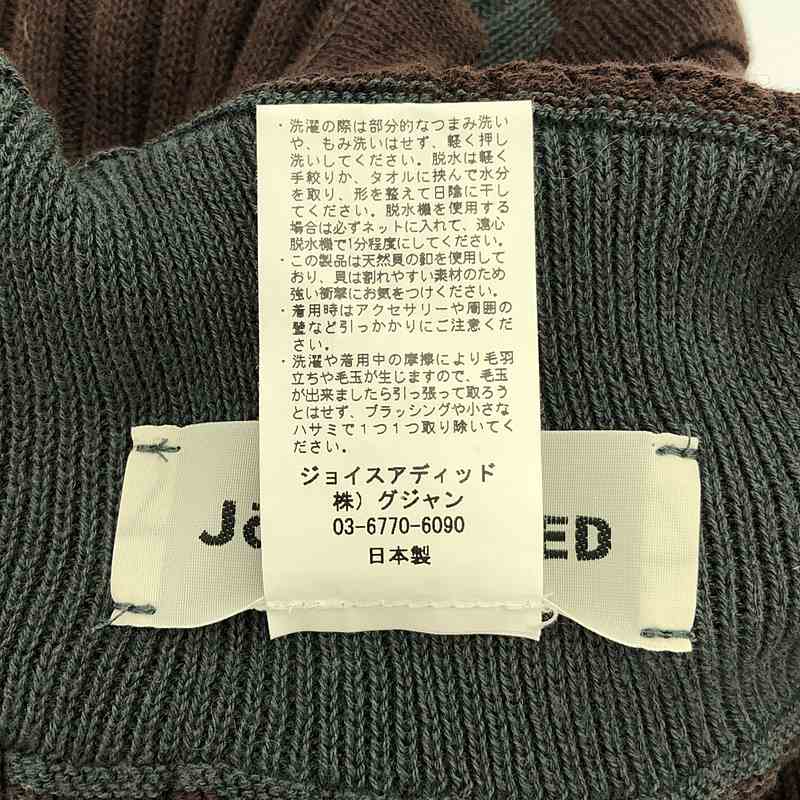 ・洗濯の際は部分的なつまみ洗い
や、もみ洗いはせず、軽く押し
洗いしてください。脱水は軽く
手絞りか、タオルに挟んで水分
を取り、形を整えて日陰に干し
てください。脱水機を使用する
場合は必ずネットに入れて、遠心
脱水機で1分程度にしてください。
・この製品は天然貝の釦を使用して
おり、貝は割れやすい素材のため
強い衝撃にお気をつけください。
・着用時はアクセサリーや周囲の
壁など引っかかりにご注意くだ
さい。
・洗濯や着用中の摩擦により毛羽
立ちや毛玉が生じますので、毛玉
が出来ましたら引っ張って取ろう
とはせず、ブラッシングや小さな
ハサミで1つ1つ取り除いてく
ださい。
ジョイスアディッド
株）グジャン
03-6770-6090
日本製